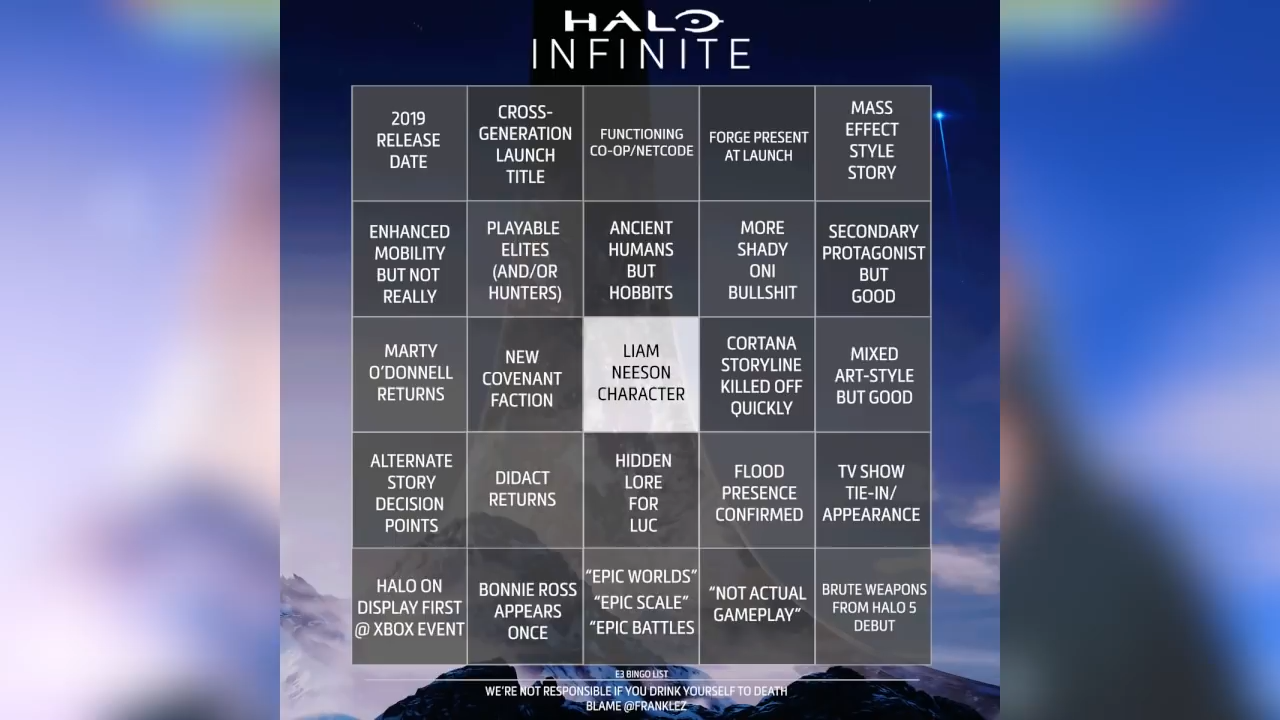 HALO
INFINITE
2019
RELEASE
DATE
CROSS-
GENERATION
LAUNCH
TITLE
FUNCTIONING
CO-OP/NETCODE
FORGE PRESENT
AT LAUNCH
MASS
EFFECT
STYLE
STORY
ENHANCED
MOBILITY
BUT NOT
REALLY
PLAYABLE
ELITES
(AND/OR
HUNTERS)
ANCIENT
HUMANS
BUT
HOBBITS
MORE
SHADY
ONI
BULLSHIT
SECONDARY
PROTAGONIST
BUT
GOOD
MARTY
O'DONNELL
RETURNS
NEW
COVENANT
FACTION
LIAM
NEESON
CHARACTER
CORTANA
STORYLINE
KILLED OFF
QUICKLY
MIXED
ART-STYLE
BUT GOOD
ALTERNATE
STORY
DECISION
POINTS
DIDACT
RETURNS
HIDDEN
LORE
FOR
LUC
FLOOD
PRESENCE
CONFIRMED
TV SHOW
TIE-IN/
APPEARANCE
HALO ON
DISPLAY FIRST
@ XBOX EVENT
BONNIE ROSS
APPEARS
ONCE
“EPIC WORLDS”
“EPIC SCALE”
“EPIC BATTLES
“NOT ACTUAL
GAMEPLAY”
BRUTE WEAPONS
FROM HALO 5
DEBUT
E3 BINGO LIST
WE'RE NOT RESPONSIBLE IF YOU DRINK YOURSELF TO DEATH
BLAME @FRANKLEZ